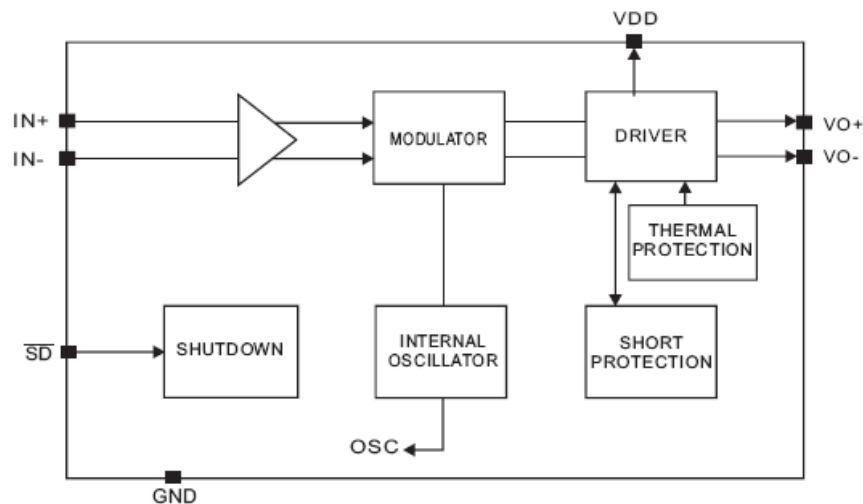 VDD
IN+
IN-
MODULATOR
DRIVER
VO+
VO-
THERMAL
PROTECTION
SD
SHUTDOWN
INTERNAL
OSCILLATOR
SHORT
PROTECTION
OSC
GND